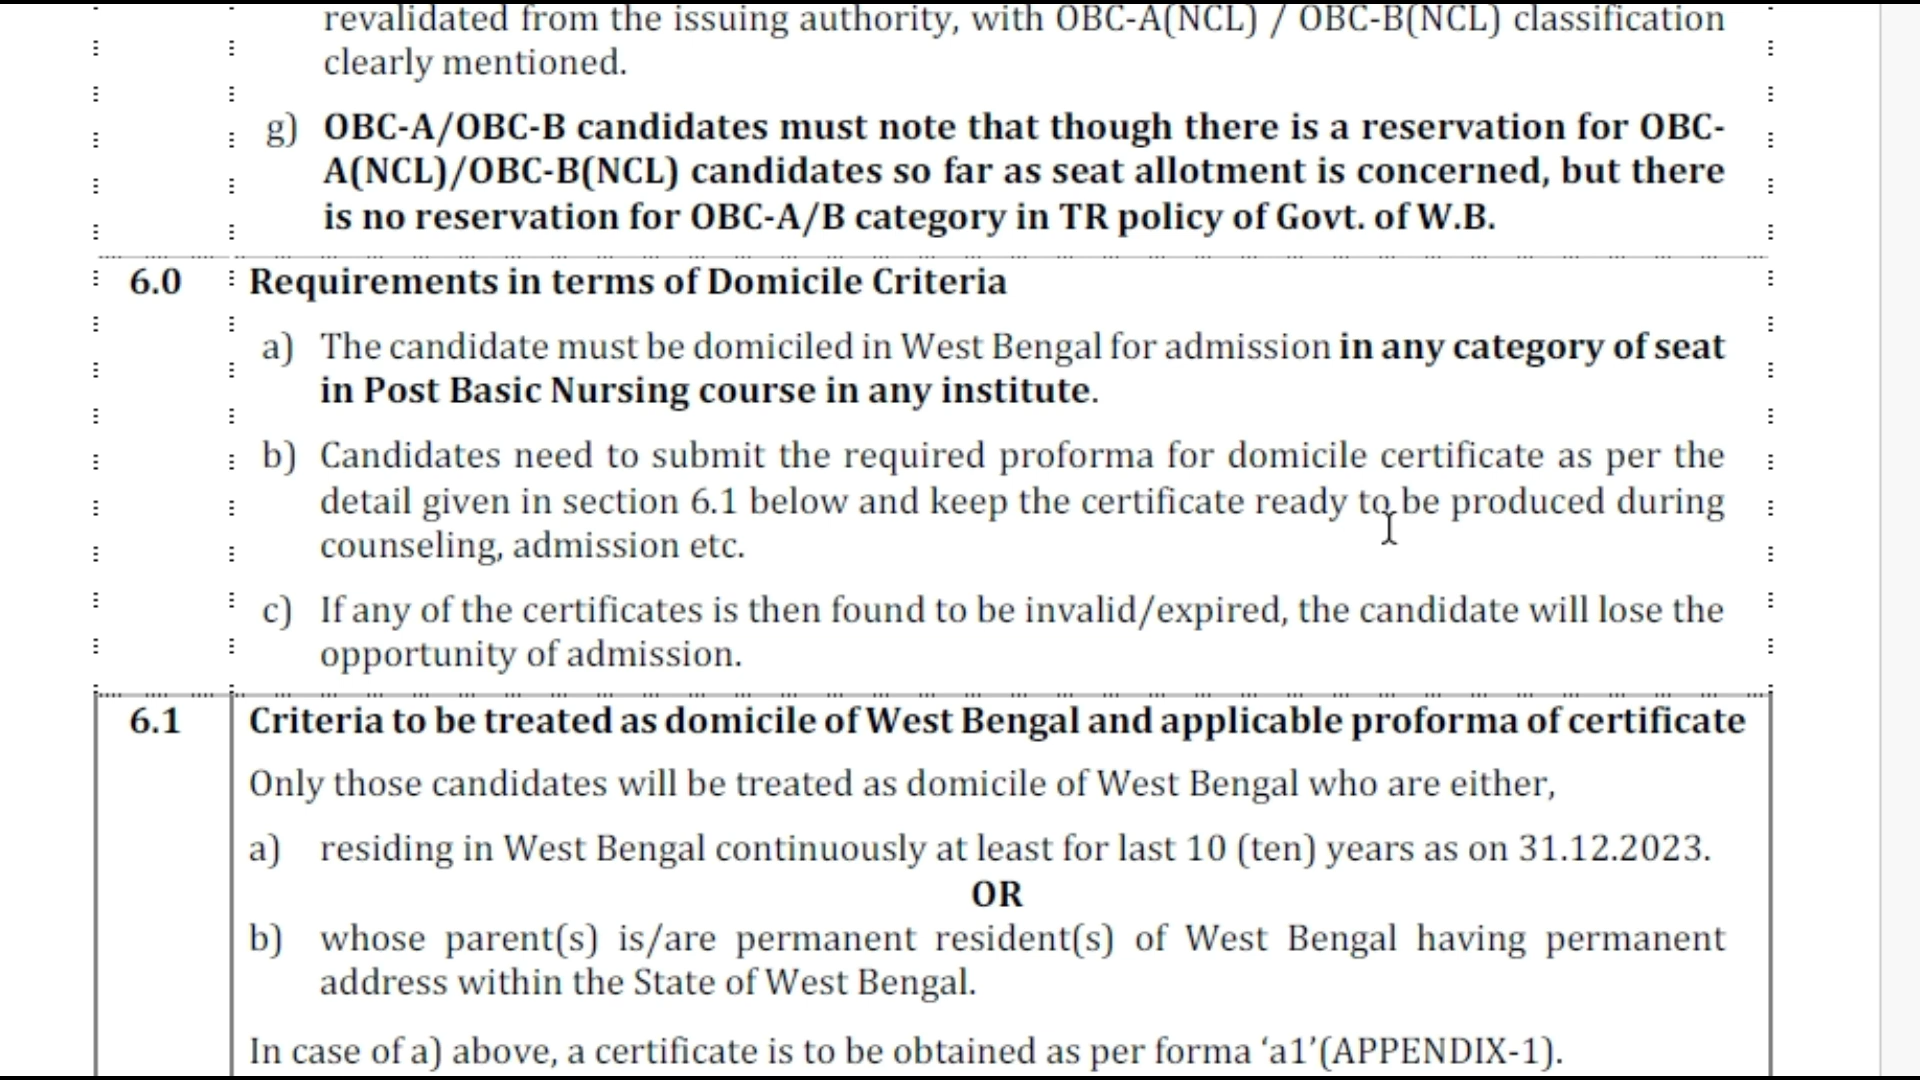 revalidated from the issuing authority, with OBC-A(NCL) / OBC-B(NCL) classification
clearly mentioned.
g) OBC-A/OBC-B candidates must note that though there is a reservation for OBC-
A(NCL)/OBC-B(NCL) candidates so far as seat allotment is concerned, but there
is no reservation for OBC-A/B category in TR policy of Govt. of W.B.
6.0 Requirements in terms of Domicile Criteria
a) The candidate must be domiciled in West Bengal for admission in any category of seat
in Post Basic Nursing course in any institute.
b) Candidates need to submit the required proforma for domicile certificate as per the
detail given in section 6.1 below and keep the certificate ready to be produced during
counseling, admission etc.
c) If any of the certificates is then found to be invalid/expired, the candidate will lose the
opportunity of admission.
6.1 Criteria to be treated as domicile of West Bengal and applicable proforma of certificate
Only those candidates will be treated as domicile of West Bengal who are either,
a) residing in West Bengal continuously at least for last 10 (ten) years as on 31.12.2023.
OR
b) whose parent(s) is/are permanent resident(s) of West Bengal having permanent
address within the State of West Bengal.
In case of a) above, a certificate is to be obtained as per forma ‘a1’(APPENDIX-1).